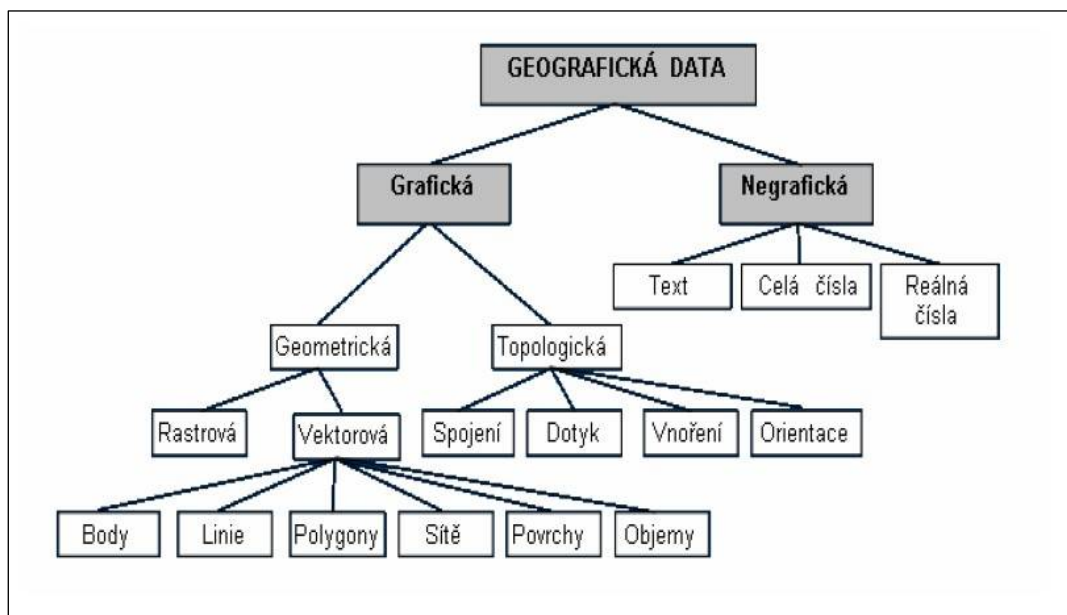 GEOGRAFICKÁ DATA
Grafická
Negrafická
Text
Celá čísla
Reálná
čísla
Geometrická
Topologická
Rastrová
Vektorová
Spojení
Dotyk
Vnoření
Orientace
Body
Linie
Polygony
Sítě
Povrchy
Objemy